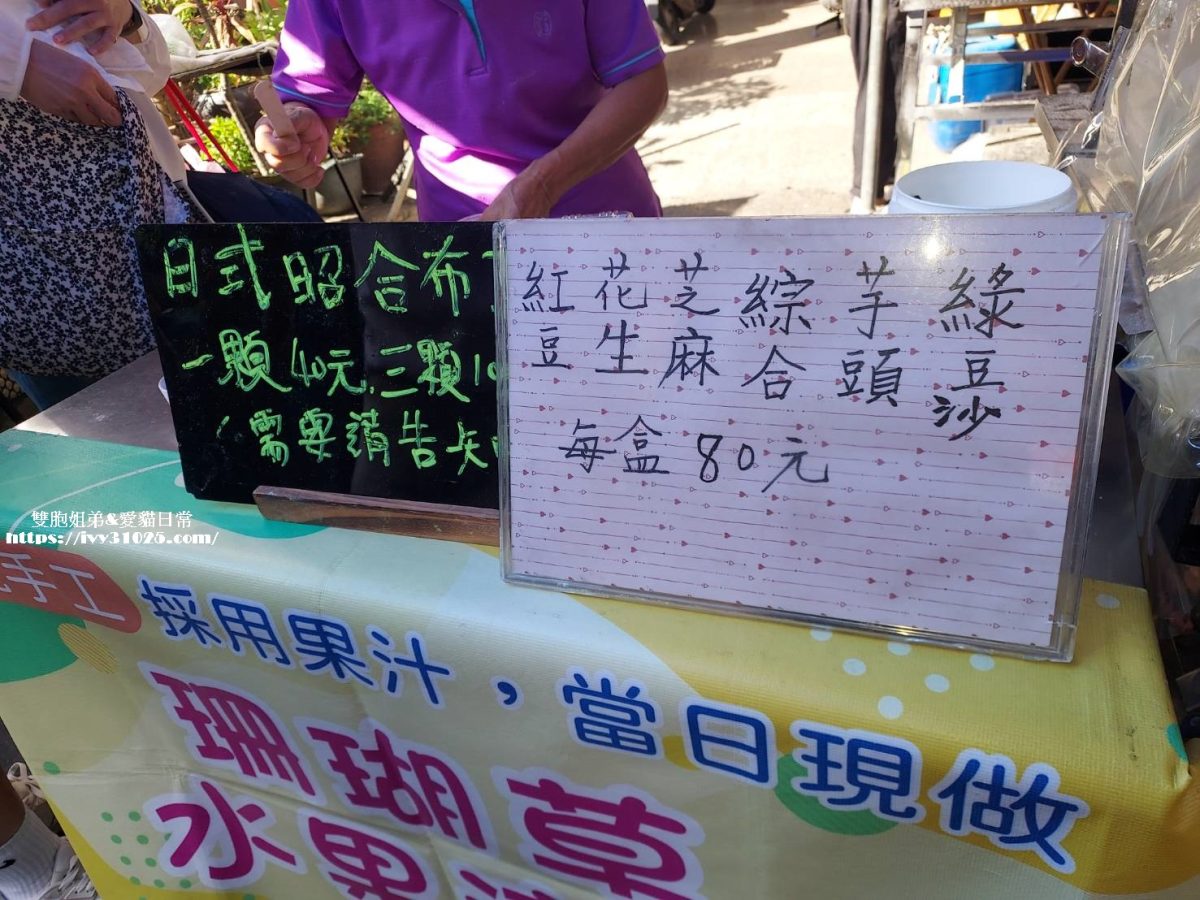 日式昭合布
一顆40元.三顆10
(需要請告
紅豆 花生 芝麻 綜合 芋頭 綠豆沙
每盒80元
雙胞姐弟&愛貓日常
https://ivy31025.com/
手工
採用果汁，當日現做
珊瑚草
水果